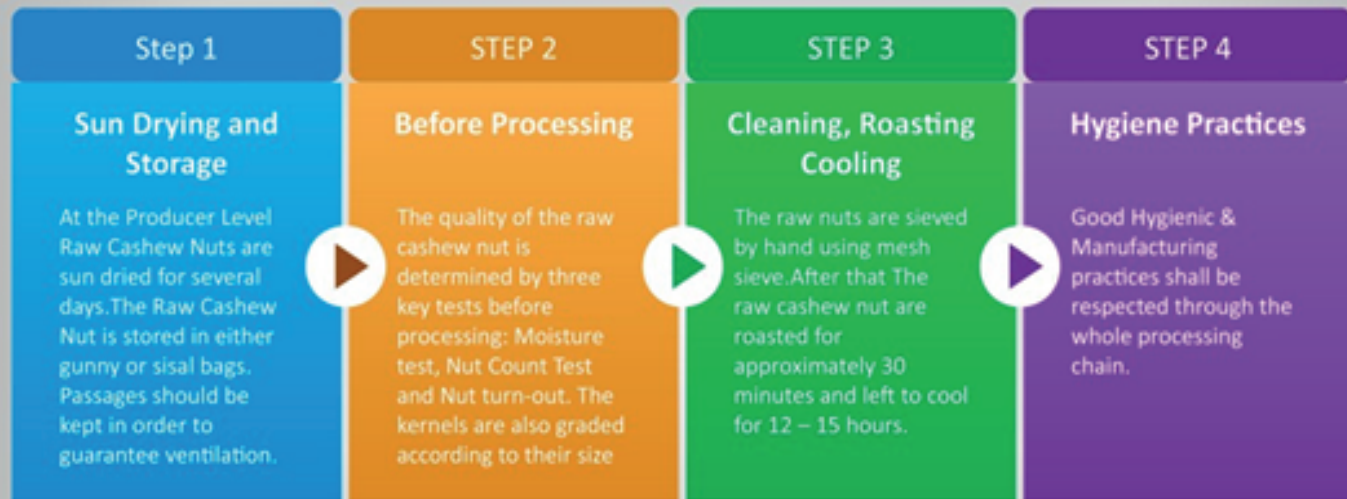 Step 1
Sun Drying and
Storage
At the Producer Level
Raw Cashew Nuts are
sun dried for several
days.The Raw Cashew
Nut is stored in either
gunny or sisal bags.
Passages should be
kept in order to
guarantee ventilation.
STEP 2
Before Processing
The quality of the raw
cashew nut is
determined by three
key tests before
processing: Moisture
test, Nut Count Test
and Nut turn-out. The
kernels are also graded
according to their size
STEP 3
Cleaning, Roasting
Cooling
The raw nuts are sieved
by hand using mesh
sieve.After that The
raw cashew nut are
roasted for
approximately 30
minutes and left to cool
for 12 – 15 hours.
STEP 4
Hygiene Practices
Good Hygienic &
Manufacturing
practices shall be
respected through the
whole processing
chain.